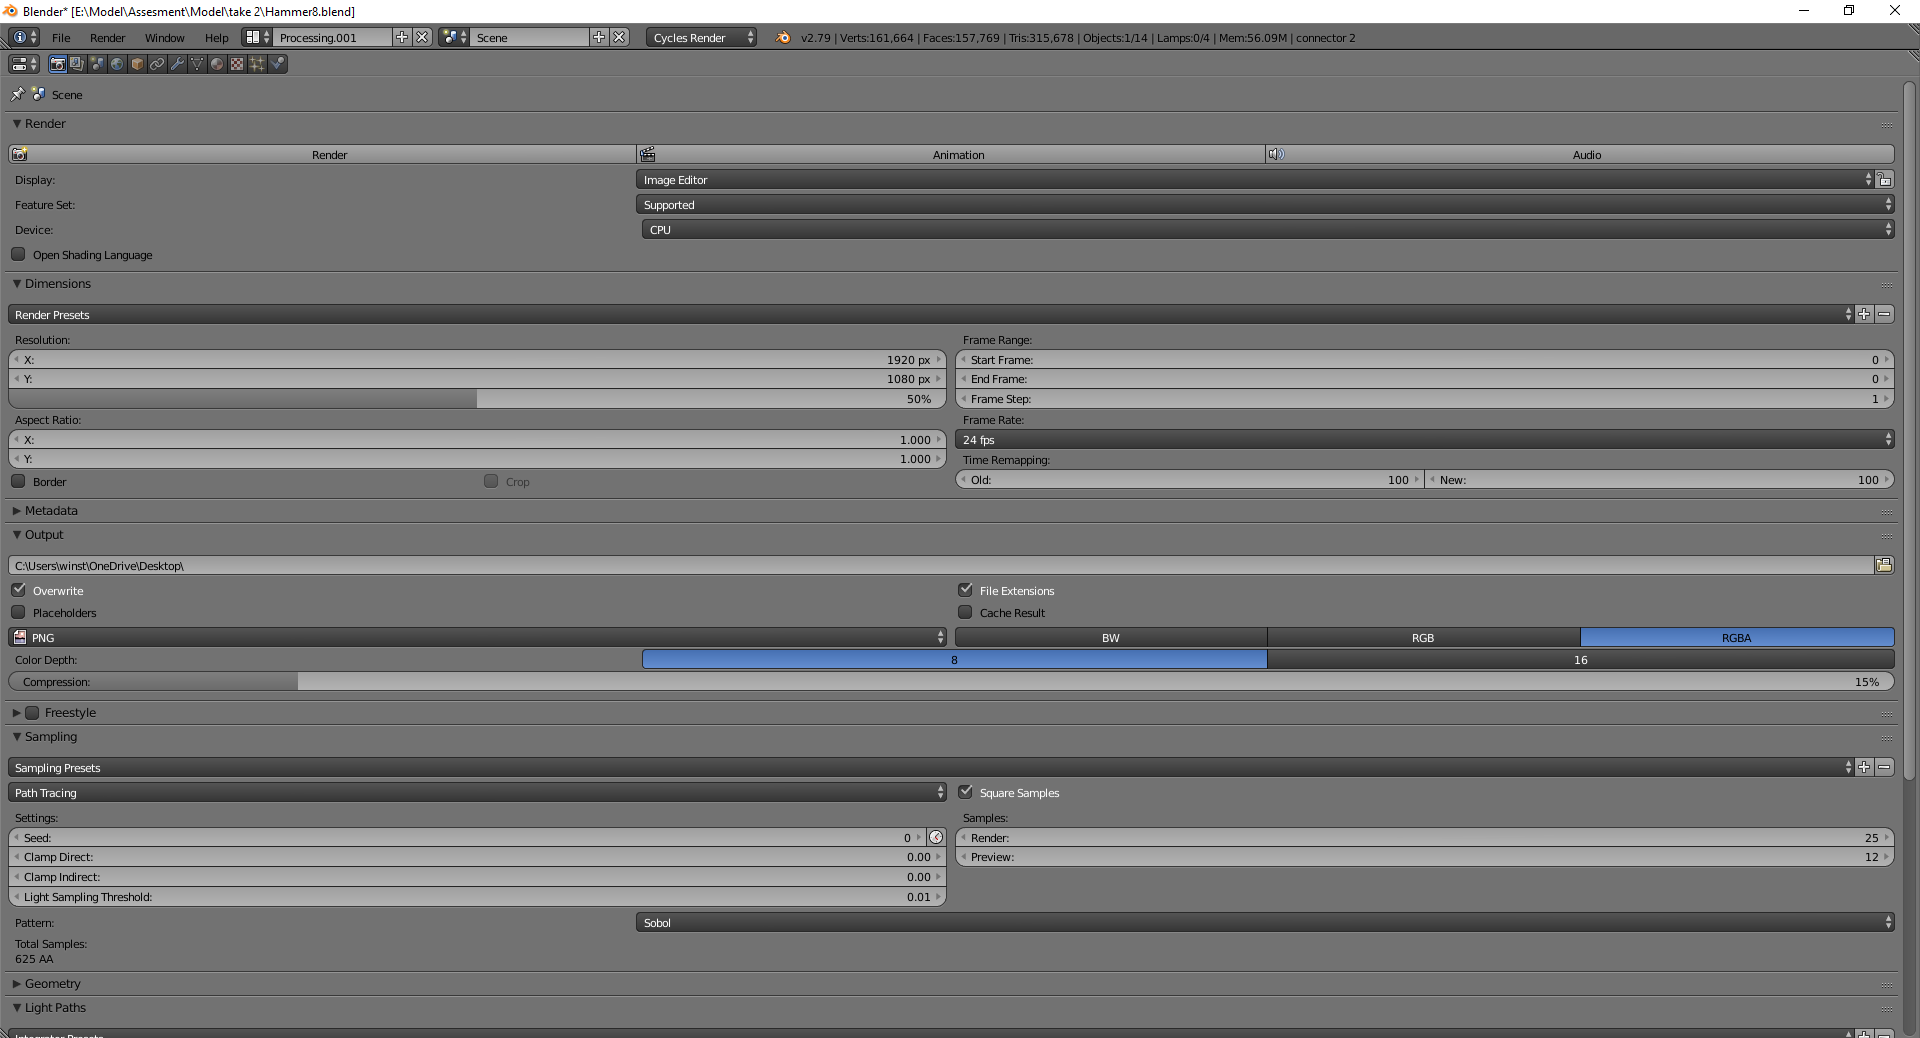 Blender* [E:\Model\Assesment\Model\take 2\Hammer8.blend]
File Render Window Help Processing.001 Scene Cycles Render v2.79 | Verts:161,664 | Faces:157,769 | Tris:315,678 | Objects:1/14 | Lamps:0/4 | Mem:56.09M | connector 2
Scene
Render
Render Animation Audio
Display: Image Editor
Feature Set: Supported
Device: CPU
Open Shading Language
Dimensions
Render Presets
Resolution: Frame Range:
X: 1920 px Start Frame: 0
Y: 1080 px End Frame: 0
50% Frame Step: 1
Aspect Ratio: Frame Rate:
X: 1.000 24 fps
Y: 1.000 Time Remapping:
Border Crop Old: 100 New: 100
Metadata
Output
C:\Users\winst\OneDrive\Desktop\
Overwrite File Extensions
Placeholders Cache Result
PNG BW RGB RGBA
Color Depth: 8 16
Compression: 15%
Freestyle
Sampling
Sampling Presets
Path Tracing Square Samples
Settings: Samples:
Seed: 0 Render: 25
Clamp Direct: 0.00 Preview: 12
Clamp Indirect: 0.00
Light Sampling Threshold: 0.01
Pattern: Sobol
Total Samples:
625 AA
Geometry
Light Paths
Integrator Presets